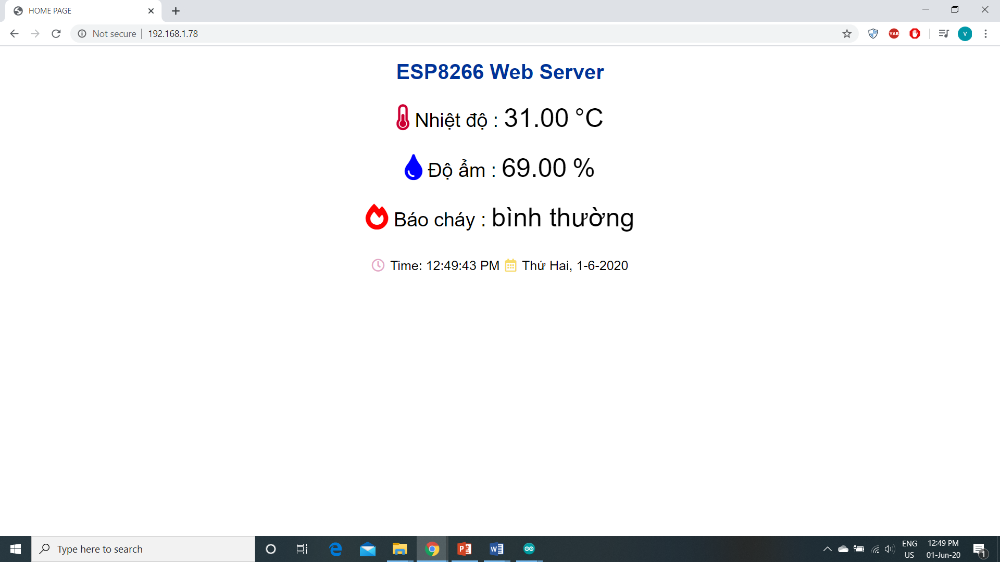 HOME PAGE
Not secure | 192.168.1.78
YAB
V
ESP8266 Web Server
Nhiệt độ : 31.00 °C
Độ ẩm : 69.00 %
Báo cháy : bình thường
Time: 12:49:43 PM Thứ Hai, 1-6-2020
Type here to search
ENG 12:49 PM
US 01-Jun-20
1